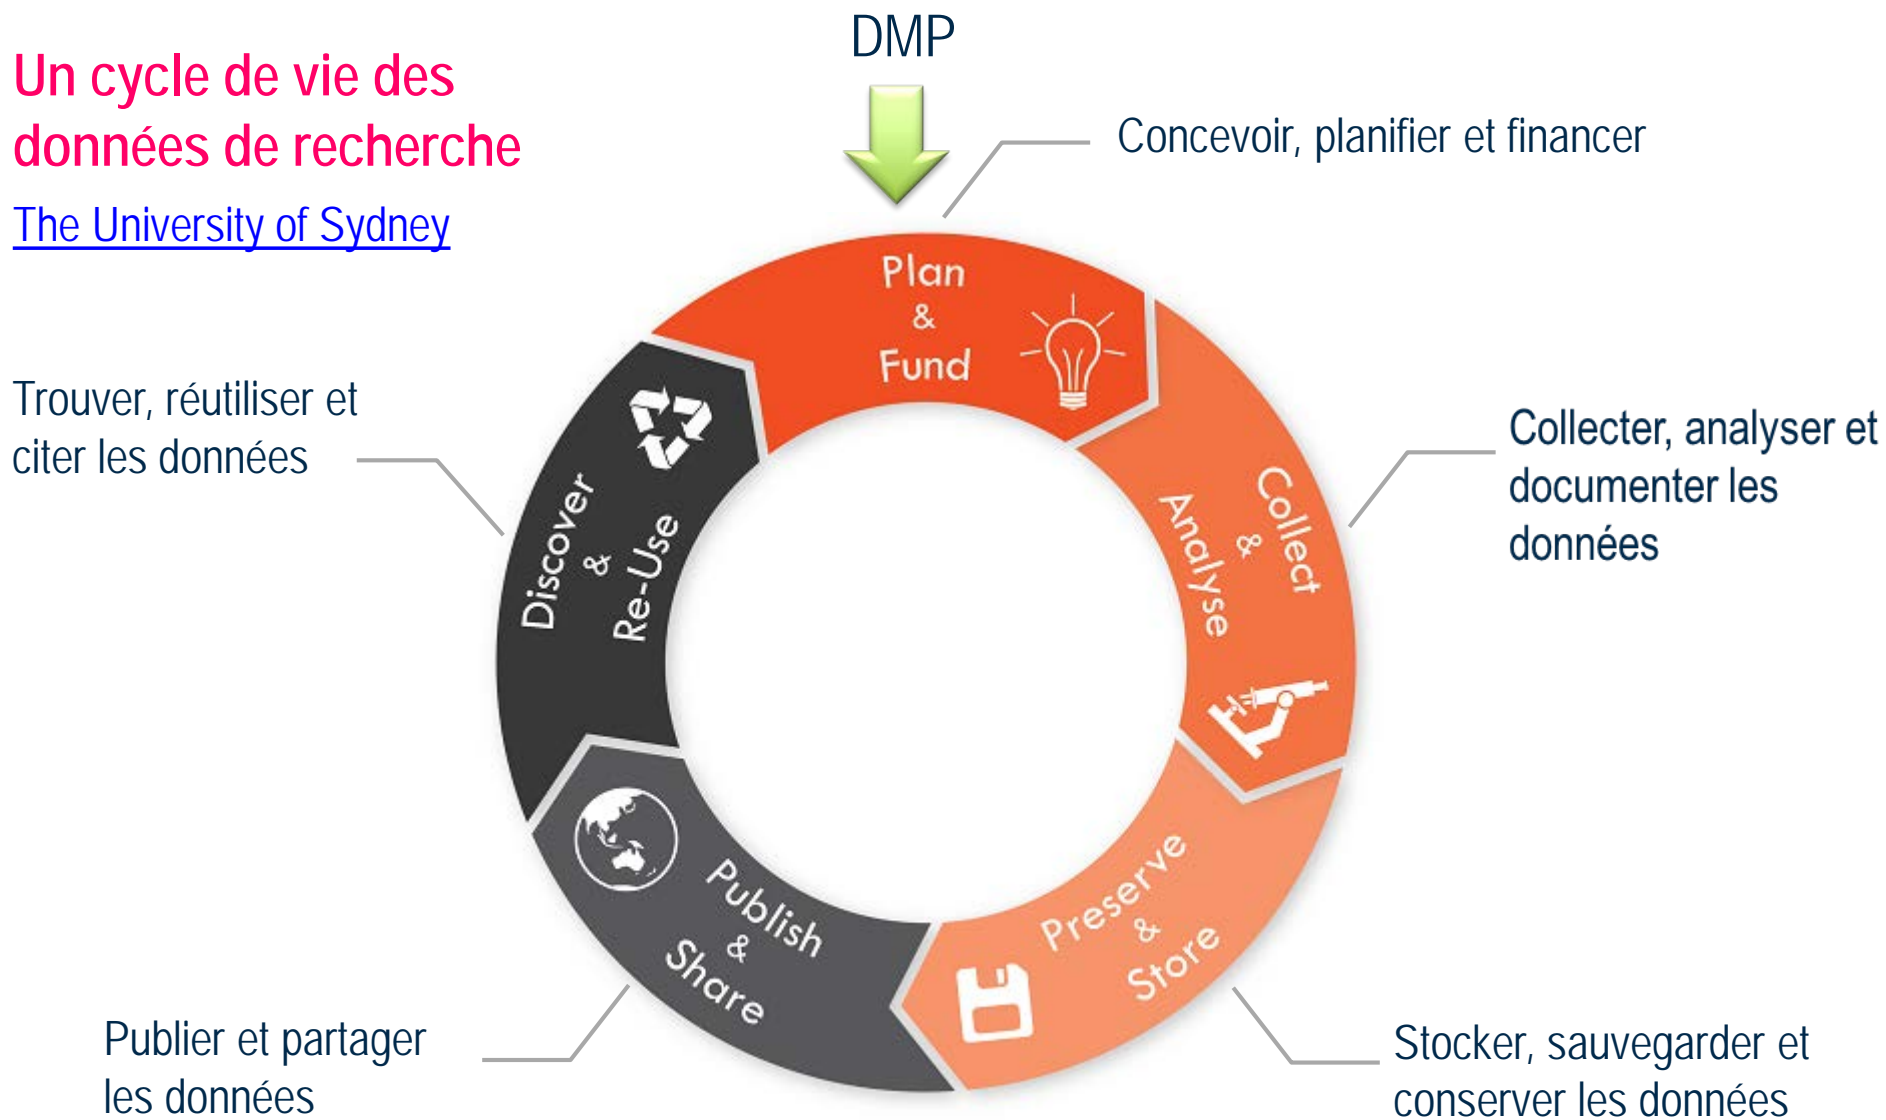 DMP
Un cycle de vie des
données de recherche
The University of Sydney
Concevoir, planifier et financer
Plan
&
Fund
Collecter, analyser et
documenter les
données
Collect
&
Analyse
Stocker, sauvegarder et
conserver les données
Preserve
&
Store
Publier et partager
les données
Publish
&
Share
Trouver, réutiliser et
citer les données
Discover
&
Re-Use